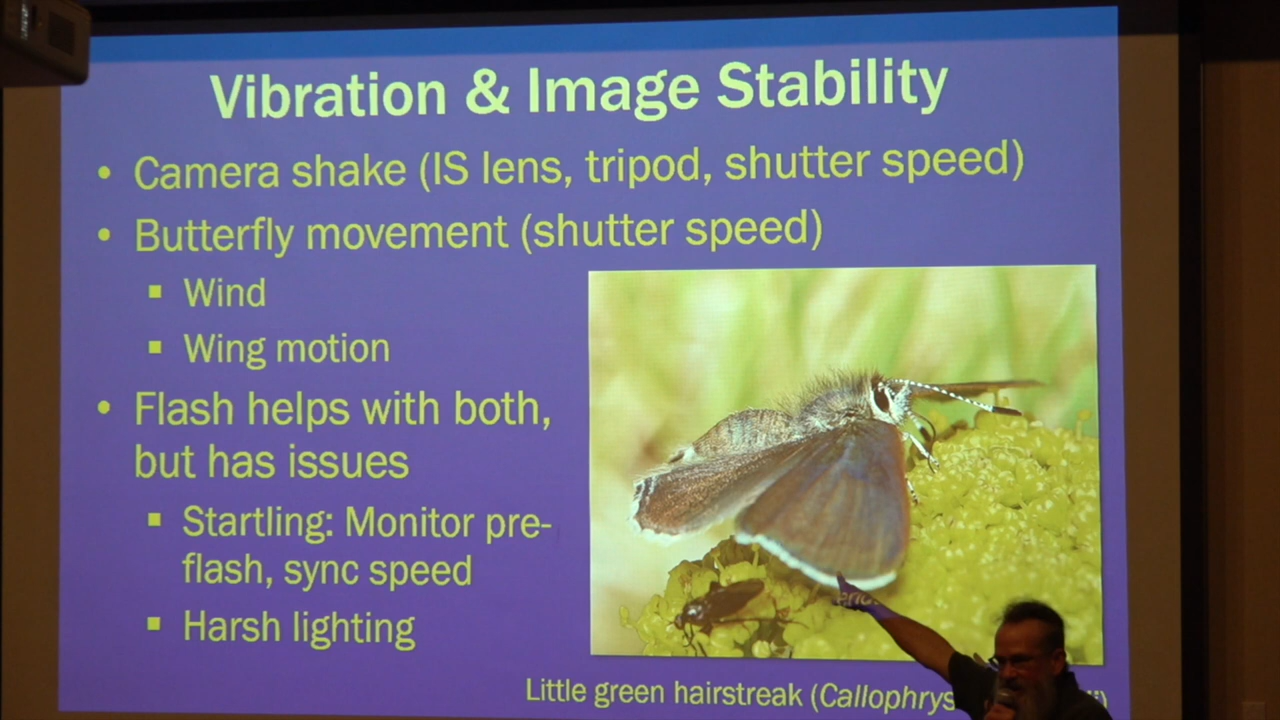 Vibration & Image Stability
• Camera shake (IS lens, tripod, shutter speed)
• Butterfly movement (shutter speed)
▪ Wind
▪ Wing motion
• Flash helps with both,
but has issues
▪ Startling: Monitor pre-
flash, sync speed
▪ Harsh lighting
Little green hairstreak (Callophrys